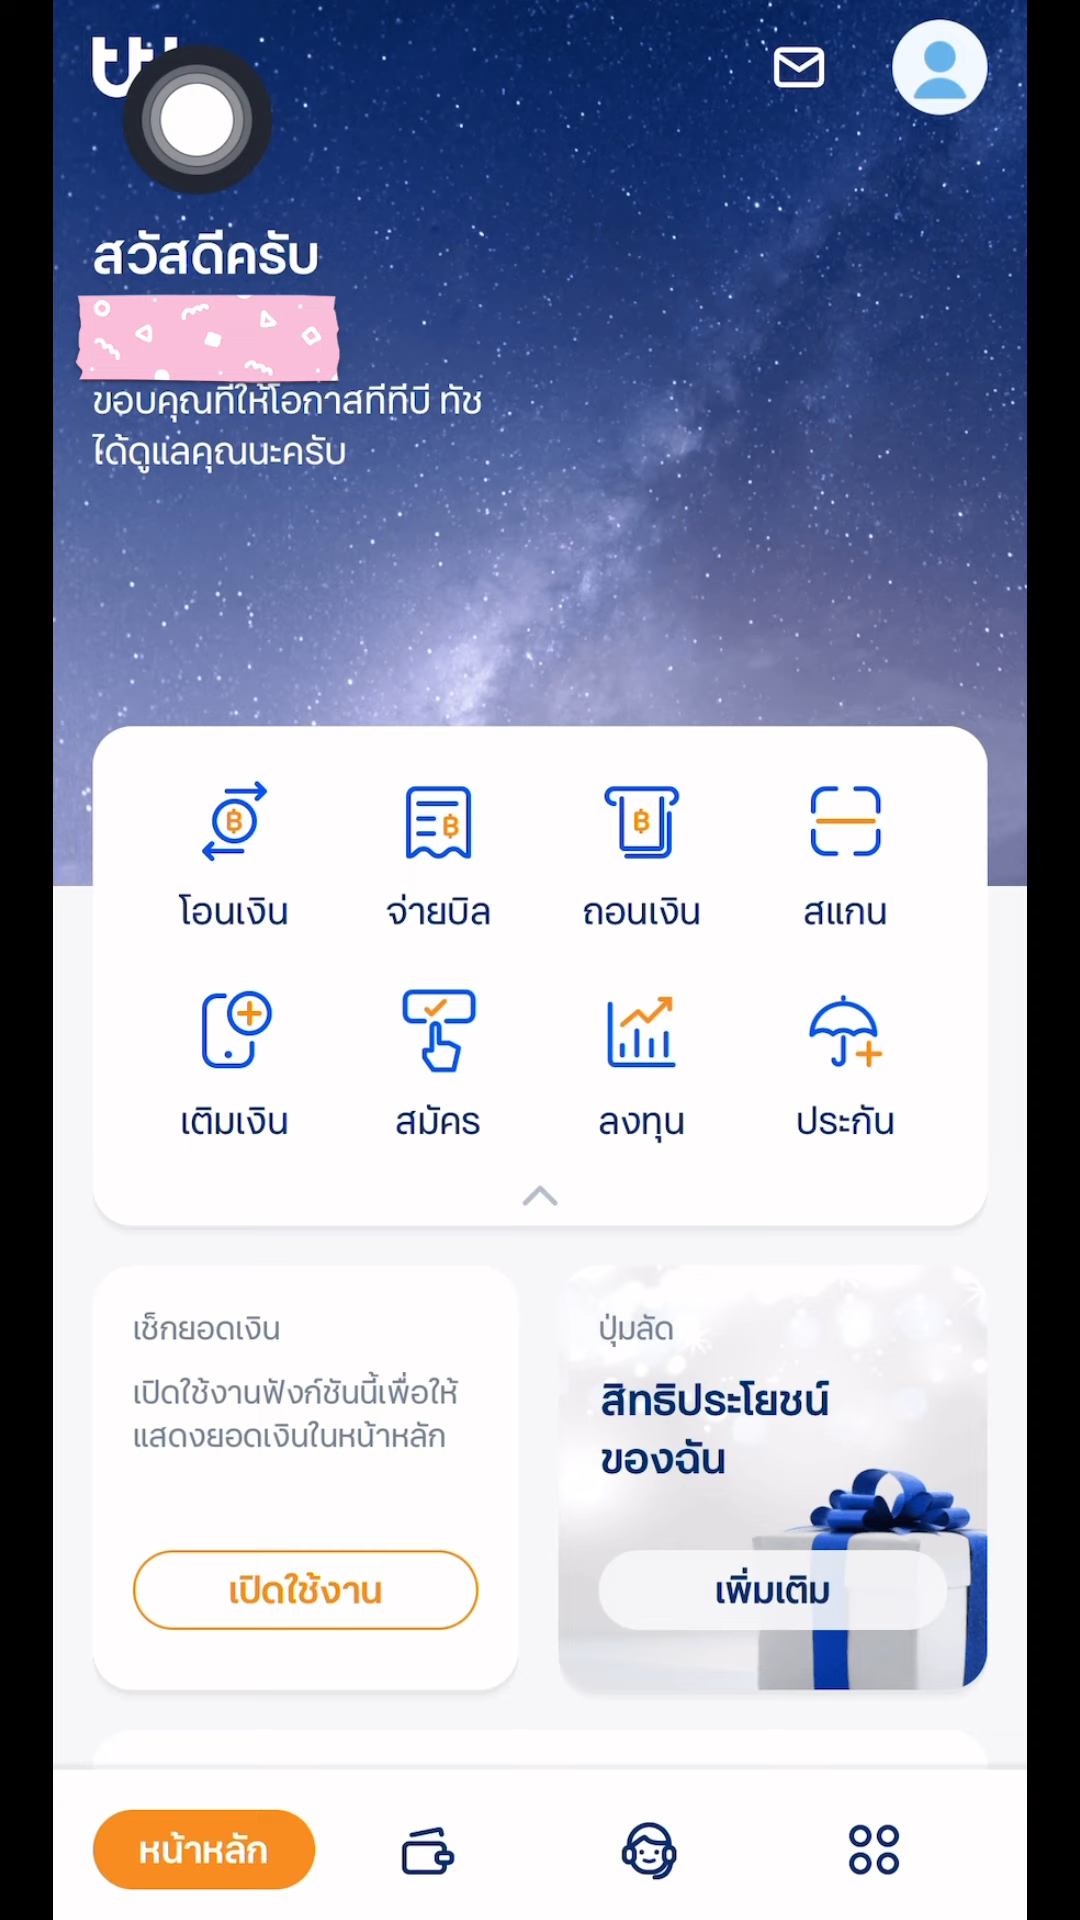 สวัสดีครับ
ขอบคุณที่ให้โอกาสทีทีบี ทัช
ได้ดูแลคุณนะครับ
โอนเงิน
จ่ายบิล
ถอนเงิน
สแกน
เติมเงิน
สมัคร
ลงทุน
ประกัน
เช็กยอดเงิน
เปิดใช้งานฟังก์ชันนี้เพื่อให้
แสดงยอดเงินในหน้าหลัก
เปิดใช้งาน
ปุ่มลัด
สิทธิประโยชน์
ของฉัน
เพิ่มเติม
หน้าหลัก